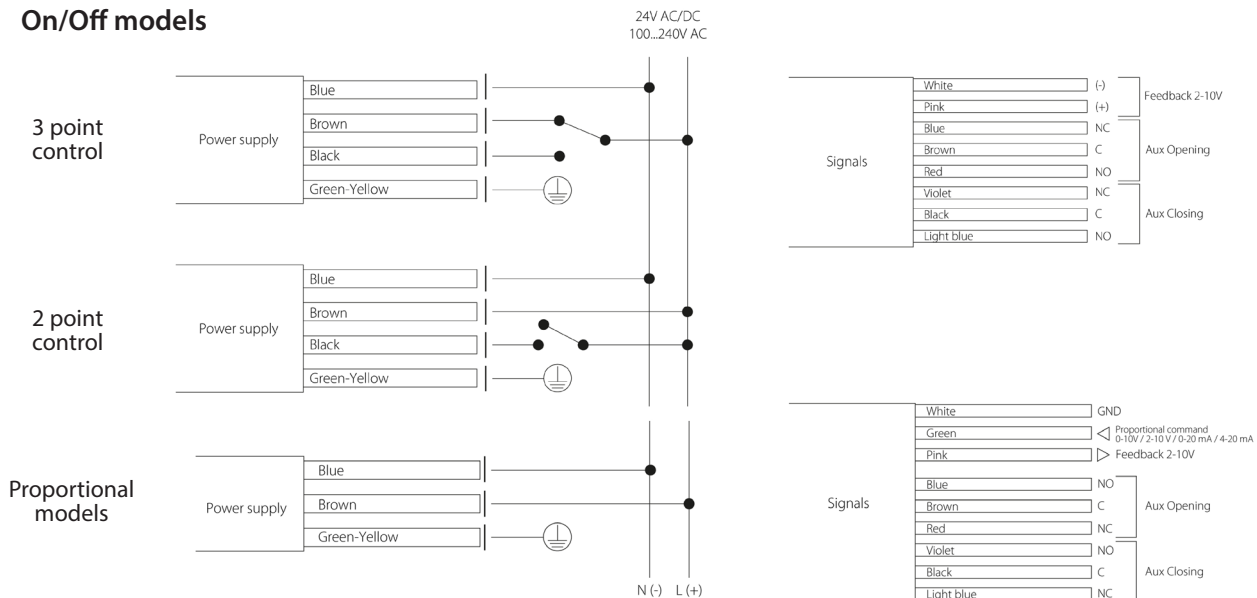 On/Off models
24V AC/DC
100...240V AC
3 point
control
Power supply
Blue
Brown
Black
Green-Yellow
Signals
White (-)
Pink (+)
Feedback 2-10V
Blue NC
Brown C
Red NO
Aux Opening
Violet NC
Black C
Light blue NO
Aux Closing
2 point
control
Power supply
Blue
Brown
Black
Green-Yellow
Proportional
models
Power supply
Blue
Brown
Green-Yellow
N (-) L (+)
Signals
White GND
Green
Proportional command
0-10V / 2-10 V / 0-20 mA / 4-20 mA
Pink Feedback 2-10V
Blue NO
Brown C
Red NC
Aux Opening
Violet NO
Black C
Light blue NC
Aux Closing